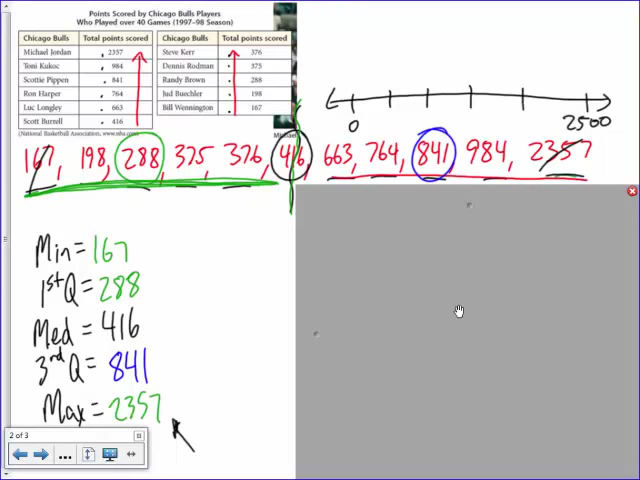 Points Scored by Chicago Bulls Players
Who Played over 40 Games (1997–98 Season)
Chicago Bulls Total points scored Chicago Bulls Total points scored
Michael Jordan 2357 Steve Kerr 376
Toni Kukoc 984 Dennis Rodman 375
Scottie Pippen 841 Randy Brown 288
Ron Harper 764 Jud Buechler 198
Luc Longley 663 Bill Wennington 167
Scott Burrell 416
(National Basketball Association, www.nba.com)
Michael
0 2500
167, 198, 288, 375, 376, 416, 663, 764, 841, 984, 2357
Min = 167
1st Q = 288
Med = 416
3rd Q = 841
Max = 2357
2 of 3